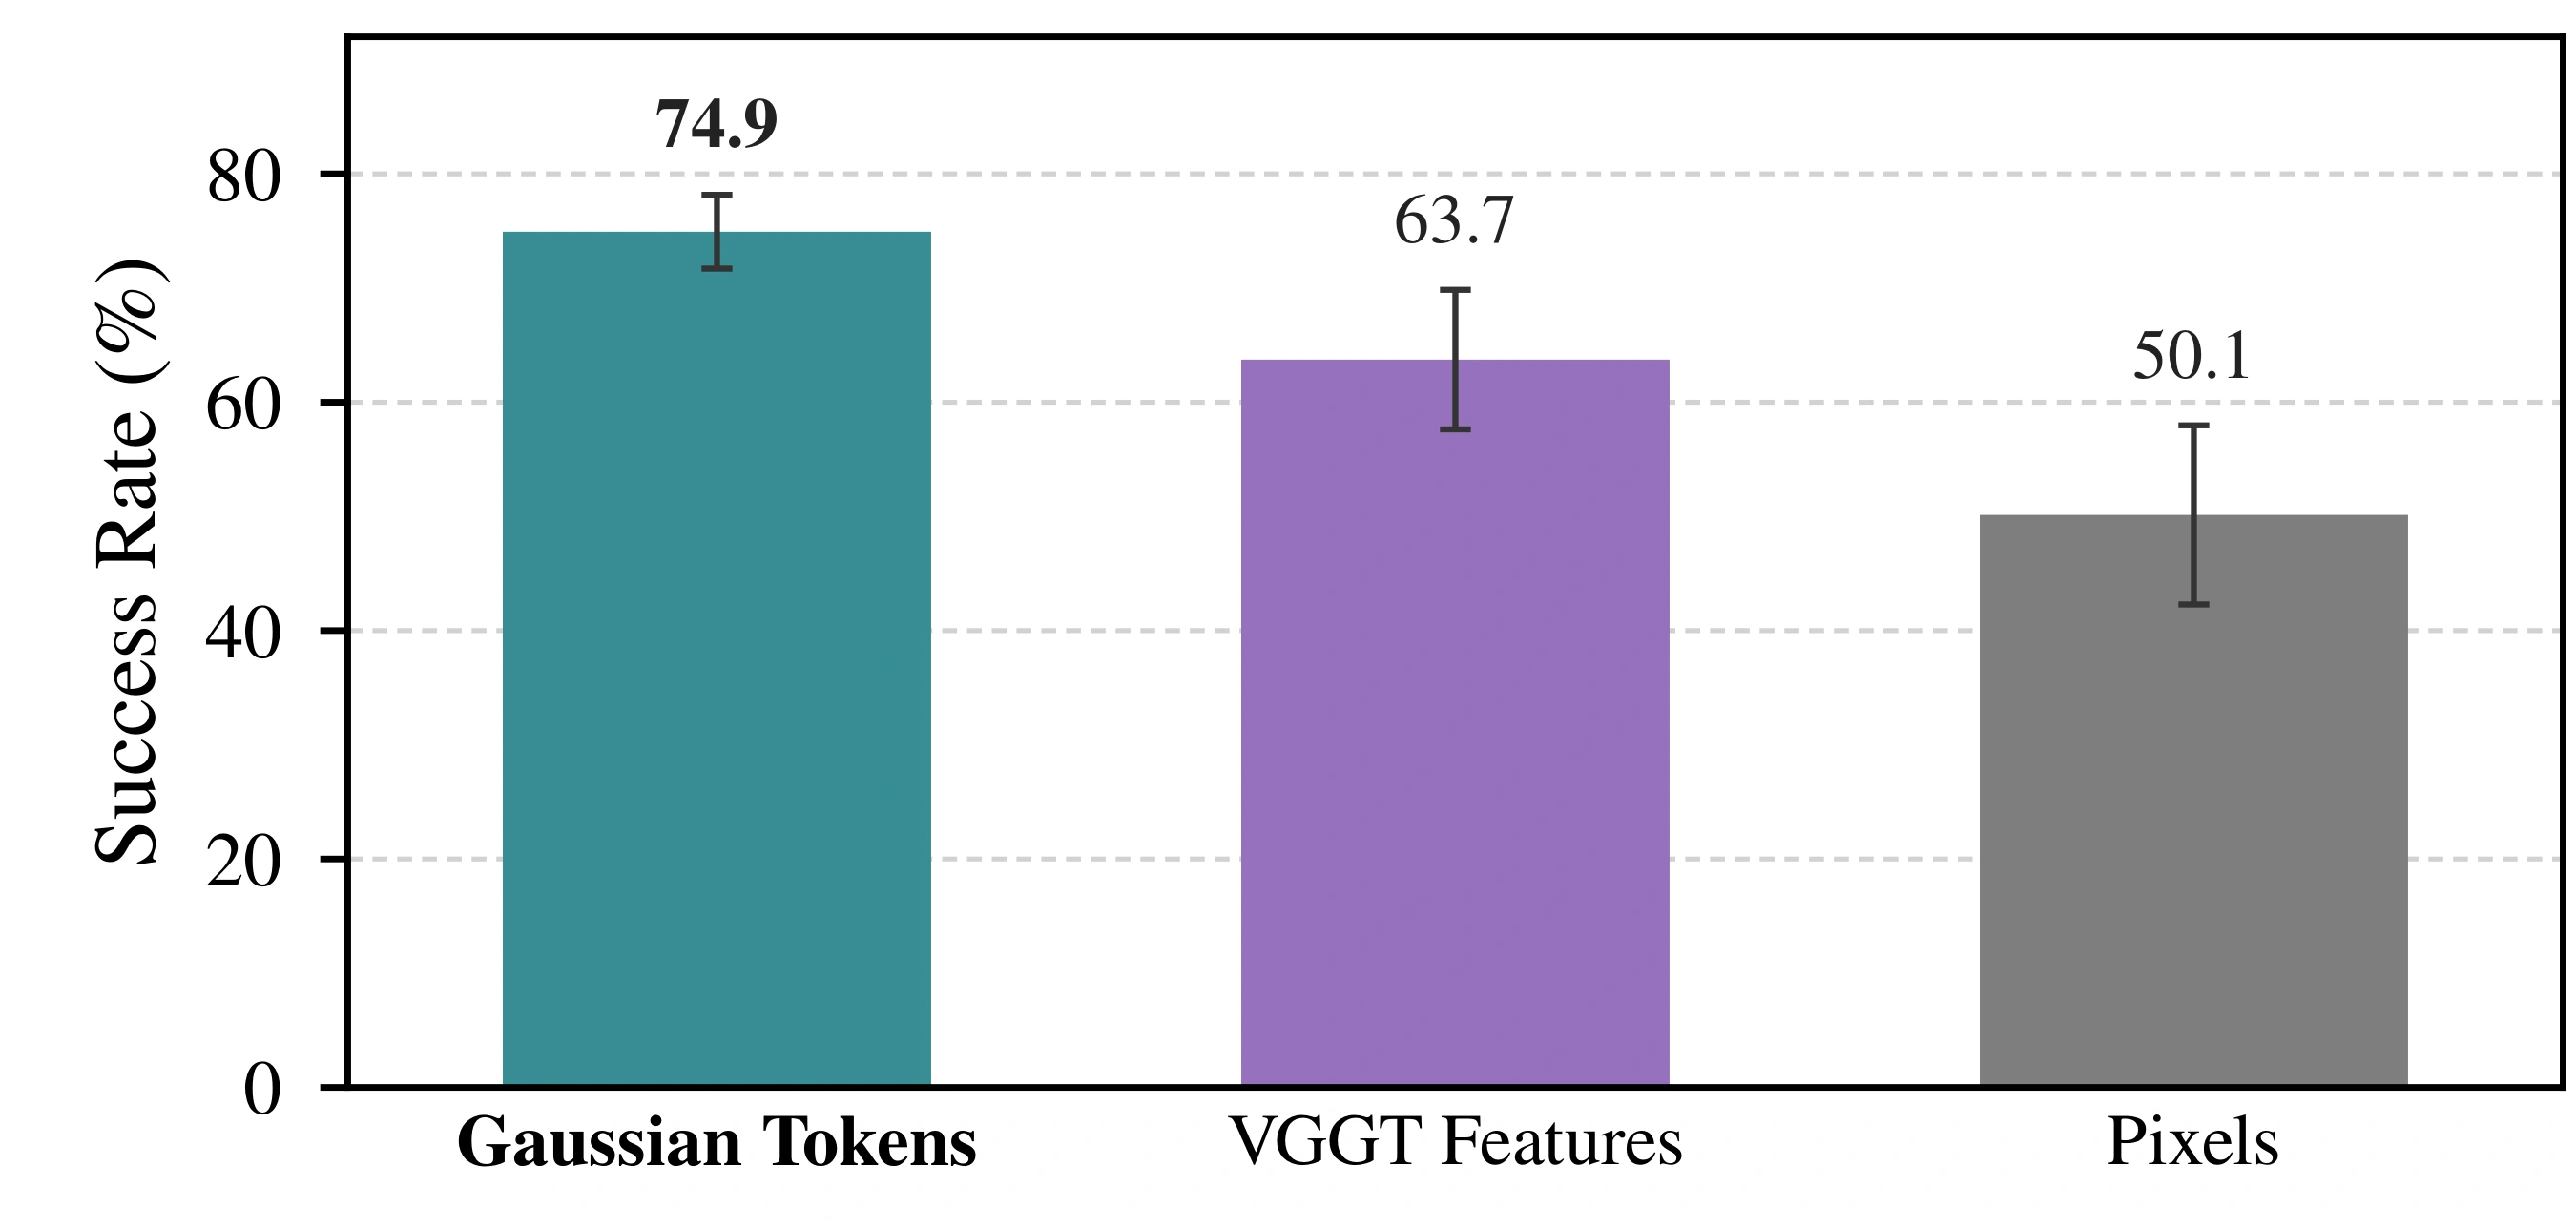 Success Rate (%)
80
60
40
20
0
74.9
63.7
50.1
Gaussian Tokens
VGGT Features
Pixels